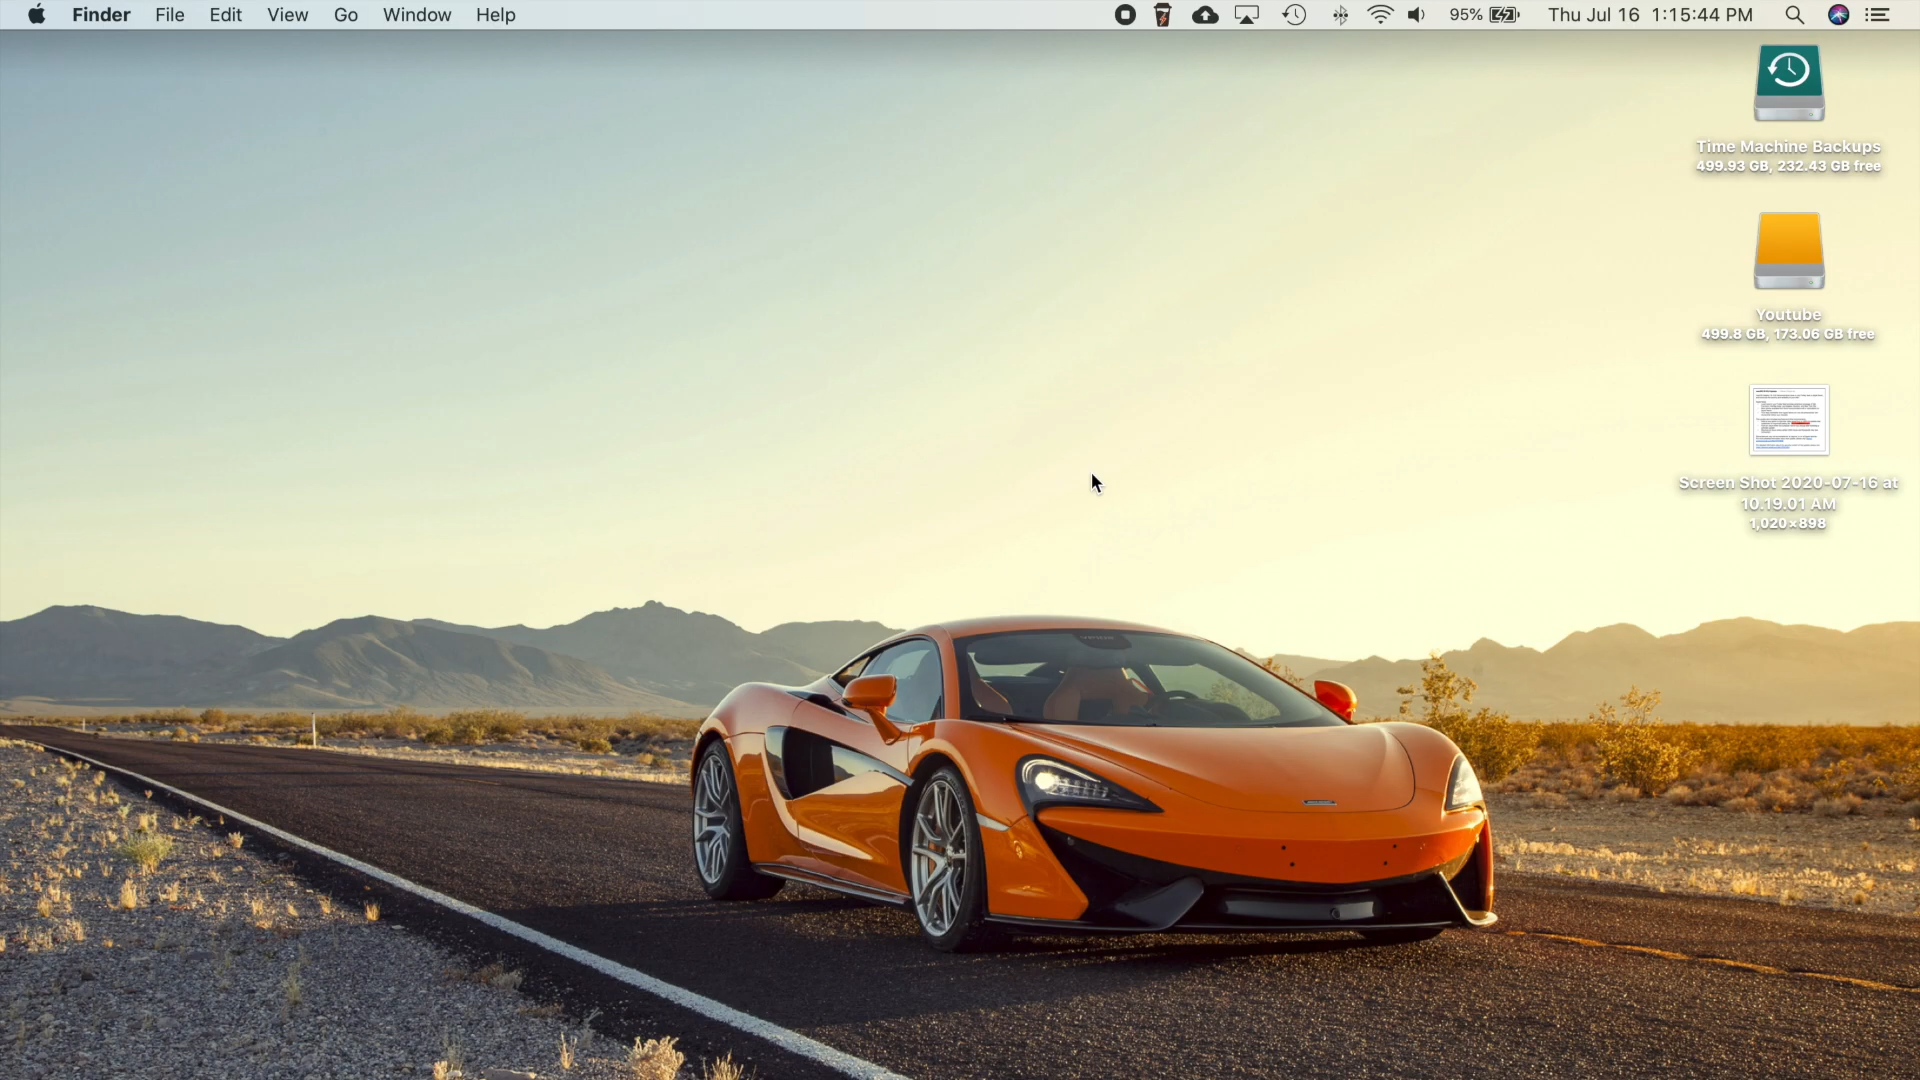 Finder File Edit View Go Window Help 95% Thu Jul 16 1:15:44 PM
Time Machine Backups
499.93 GB, 232.43 GB free
Youtube
499.8 GB, 173.06 GB free
Screen Shot 2020-07-16 at
10.19.01 AM
1,020×898